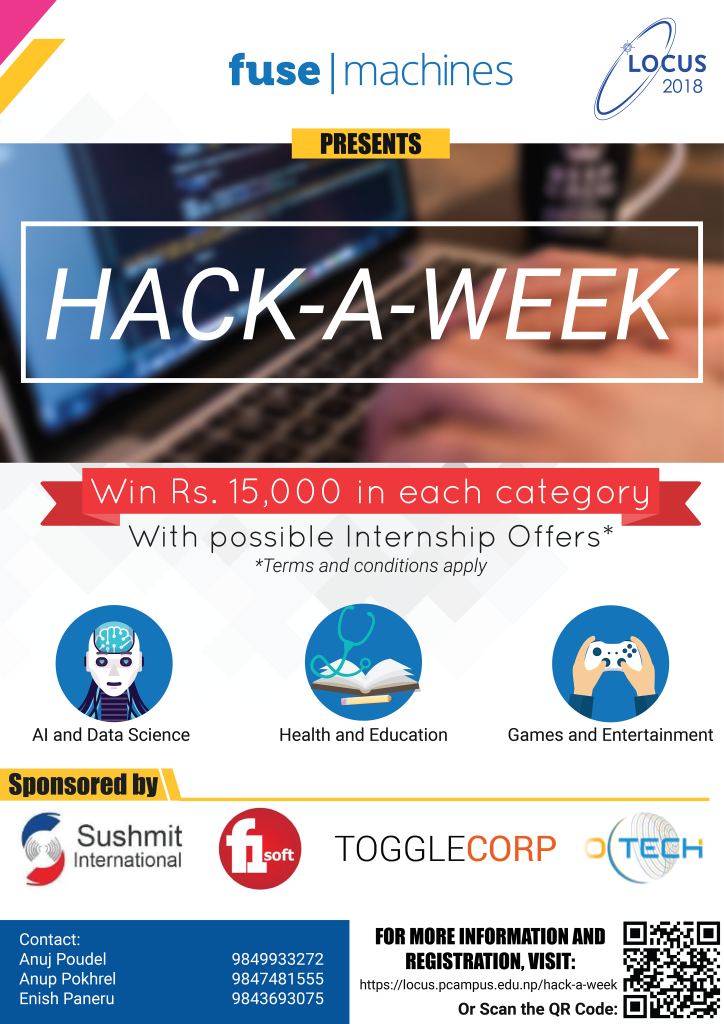 fuse|machines
LOCUS
2018
PRESENTS
HACK-A-WEEK
Win Rs. 15,000 in each category
With possible Internship Offers*
*Terms and conditions apply
AI and Data Science
Health and Education
Games and Entertainment
Sponsored by
Sushmit
International
f1soft
TOGGLECORP
OTECH
Contact:
Anuj Poudel 9849933272
Anup Pokhrel 9847481555
Enish Paneru 9843693075
FOR MORE INFORMATION AND
REGISTRATION, VISIT:
https://locus.pcampus.edu.np/hack-a-week
Or Scan the QR Code: